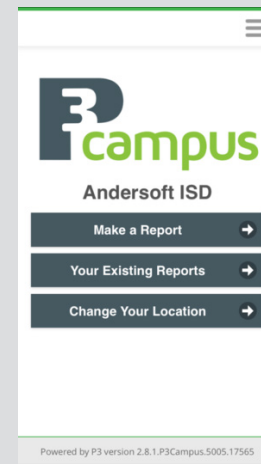 P3
campus
Andersoft ISD
Make a Report
Your Existing Reports
Change Your Location
Powered by P3 version 2.8.1.P3Campus.5005.17565